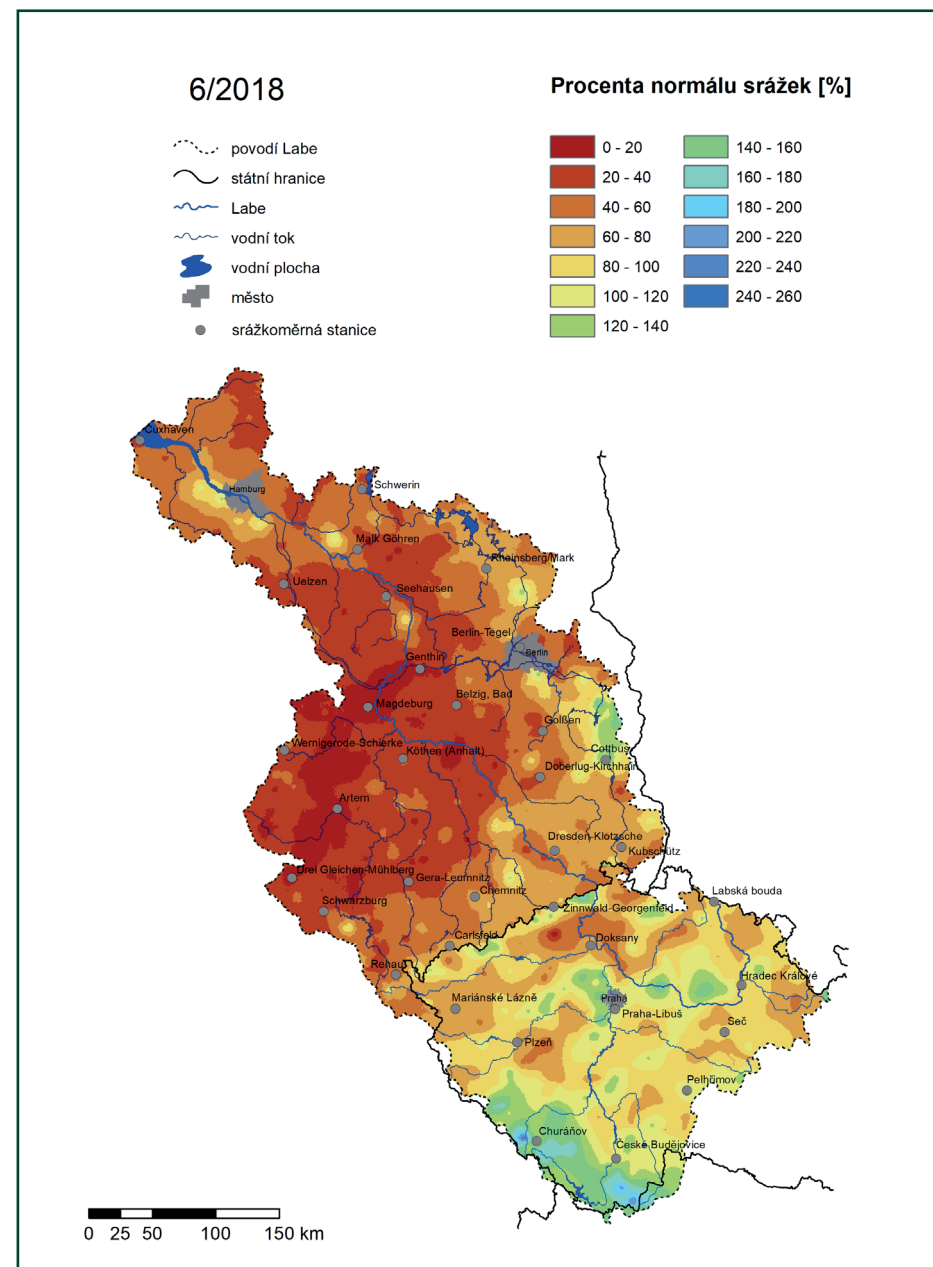 6/2018
povodí Labe
státní hranice
Labe
vodní tok
vodní plocha
město
srážkoměrná stanice
Procenta normálu srážek [%]
0 - 20
20 - 40
40 - 60
60 - 80
80 - 100
100 - 120
120 - 140
140 - 160
160 - 180
180 - 200
200 - 220
220 - 240
240 - 260
Cuxhaven
Hamburg
Schwerin
Malk Göhren
Rheinsberg/Mark
Uelzen
Seehausen
Berlin-Tegel
Berlin
Genthin
Belzig, Bad
Magdeburg
Golßen
Wernigerode-Schierke
Köthen (Anhalt)
Cottbus
Doberlug-Kirchhain
Artern
Dresden-Klotzsche
Kubschütz
Drei Gleichen-Mühlberg
Gera-Leumnitz
Chemnitz
Labská bouda
Schwarzburg
Zinnwald-Georgenfeld
Carlsfeld
Doksany
Rehau
Hradec Králové
Mariánské Lázně
Praha
Praha-Libuš
Seč
Plzeň
Pelhřimov
Churáňov
České Budějovice
0 25 50 100 150 km